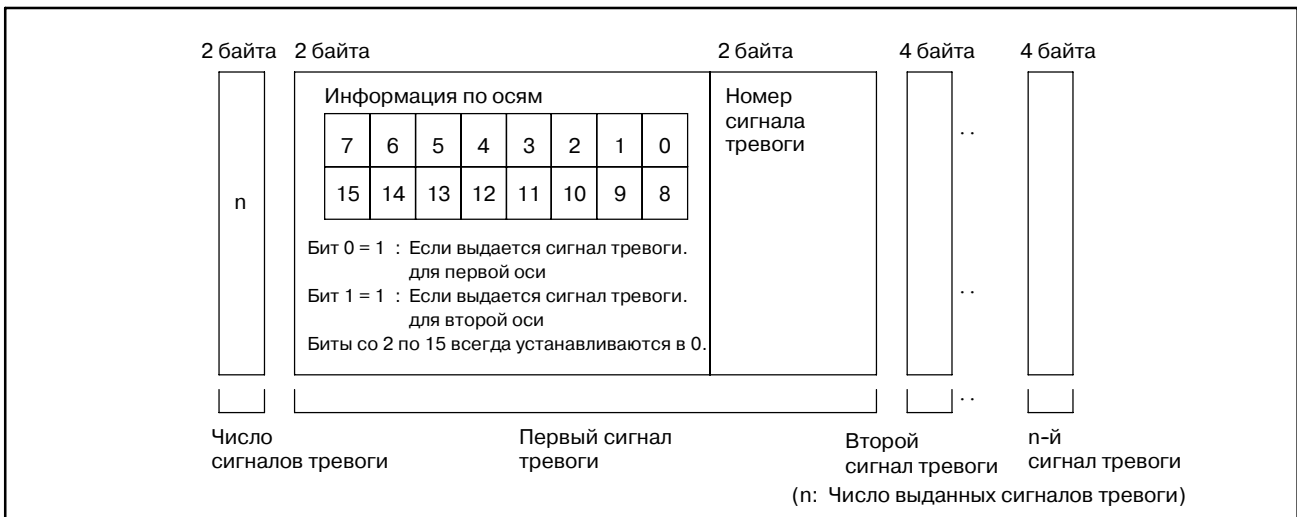 2 байта 2 байта 2 байта 4 байта 4 байта
Информация по осям
Номер
сигнала
тревоги
7 6 5 4 3 2 1 0
15 14 13 12 11 10 9 8
n
. .
Бит 0 = 1 : Если выдается сигнал тревоги.
для первой оси
Бит 1 = 1 : Если выдается сигнал тревоги.
для второй оси
Биты со 2 по 15 всегда устанавливаются в 0.
. .
. .
Число
сигналов тревоги
Первый сигнал
тревоги
Второй
сигнал тревоги
n-й
сигнал тревоги
(n: Число выданных сигналов тревоги)